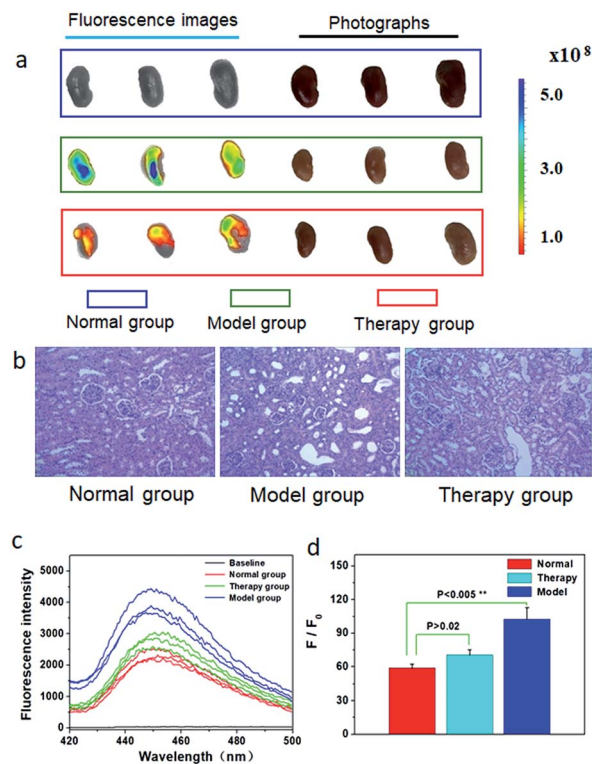 Fluorescence images
Photographs
a
x10⁸
5.0
3.0
1.0
Normal group
Model group
Therapy group
b
Normal group
Model group
Therapy group
c
Fluorescence intensity
5000
4000
3000
2000
1000
0
Baseline
Normal group
Therapy group
Model group
420
440
460
480
500
Wavelength（nm）
d
F / F₀
150
120
90
60
30
0
Normal
Therapy
Model
P<0.005 **
P>0.02